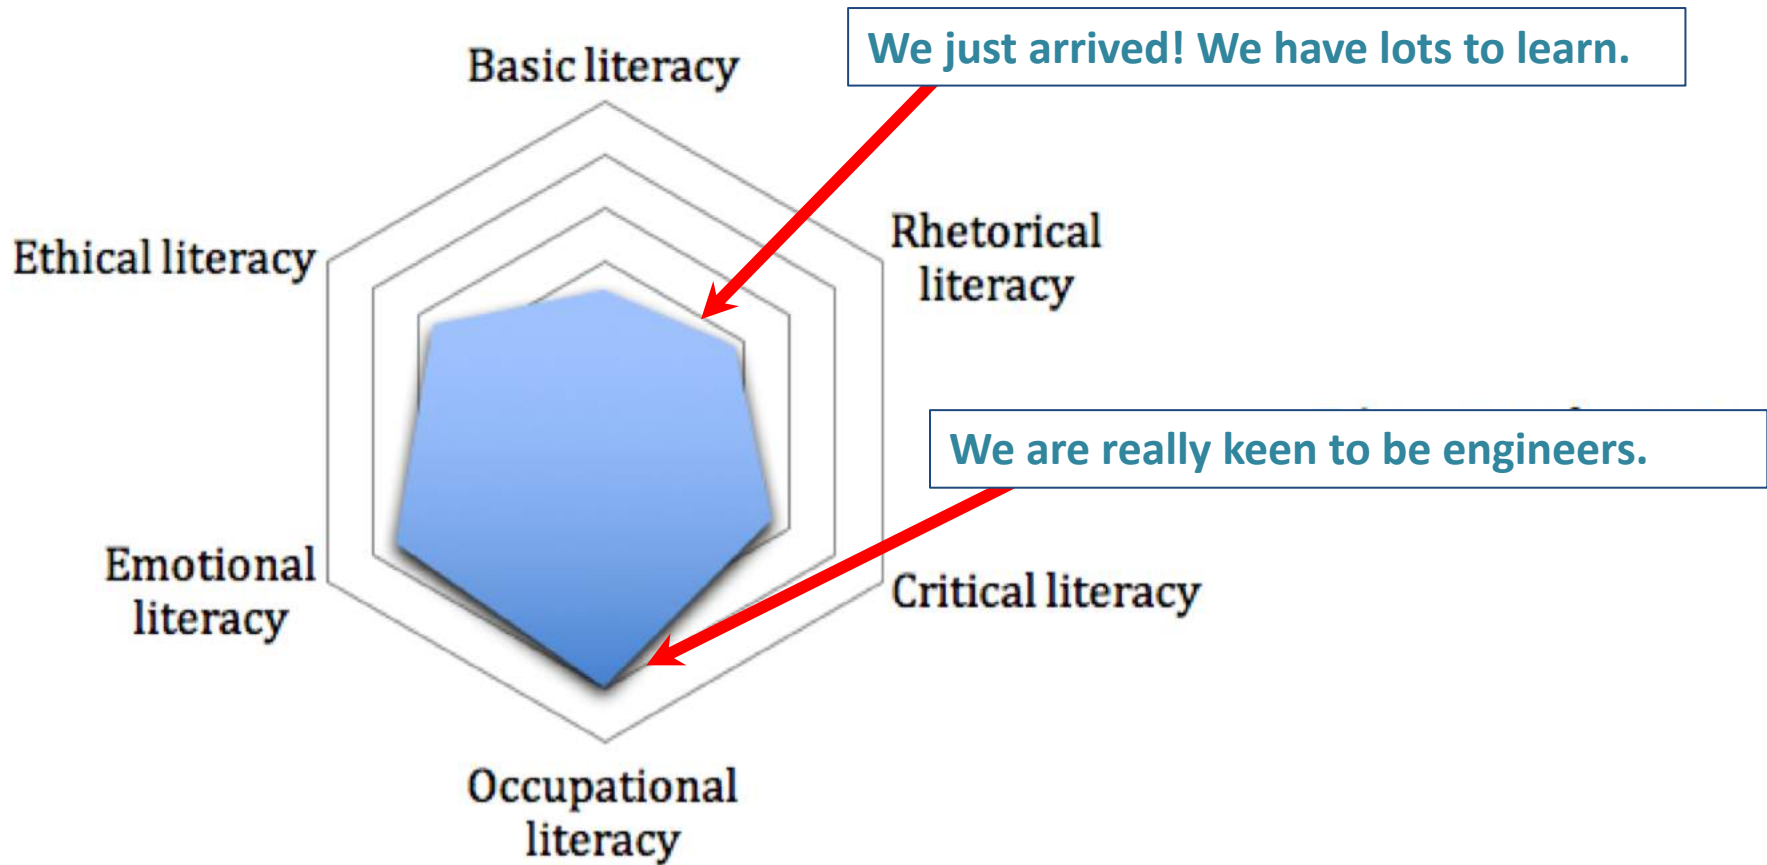 We just arrived! We have lots to learn.
Basic literacy
Rhetorical
literacy
Ethical literacy
We are really keen to be engineers.
Emotional
literacy
Critical literacy
Occupational
literacy